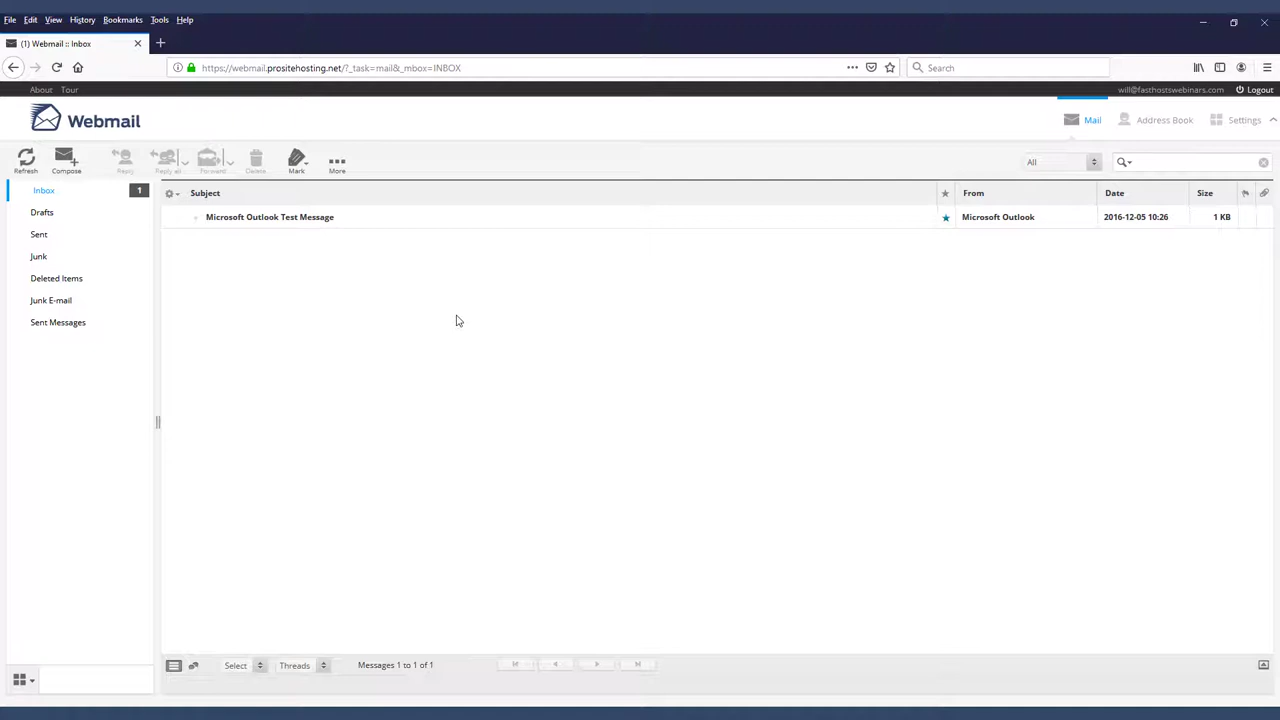 File Edit View History Bookmarks Tools Help
(1) Webmail :: Inbox
https://webmail.prositehosting.net/?_task=mail&_mbox=INBOX
Search
About Tour
will@fasthostswebinars.com Logout
Webmail
Mail Address Book Settings
Refresh Compose Reply Reply all Forward Delete Mark More
All
Inbox 1
Drafts
Sent
Junk
Deleted Items
Junk E-mail
Sent Messages
Subject From Date Size
Microsoft Outlook Test Message Microsoft Outlook 2016-12-05 10:26 1 KB
Select Threads Messages 1 to 1 of 1